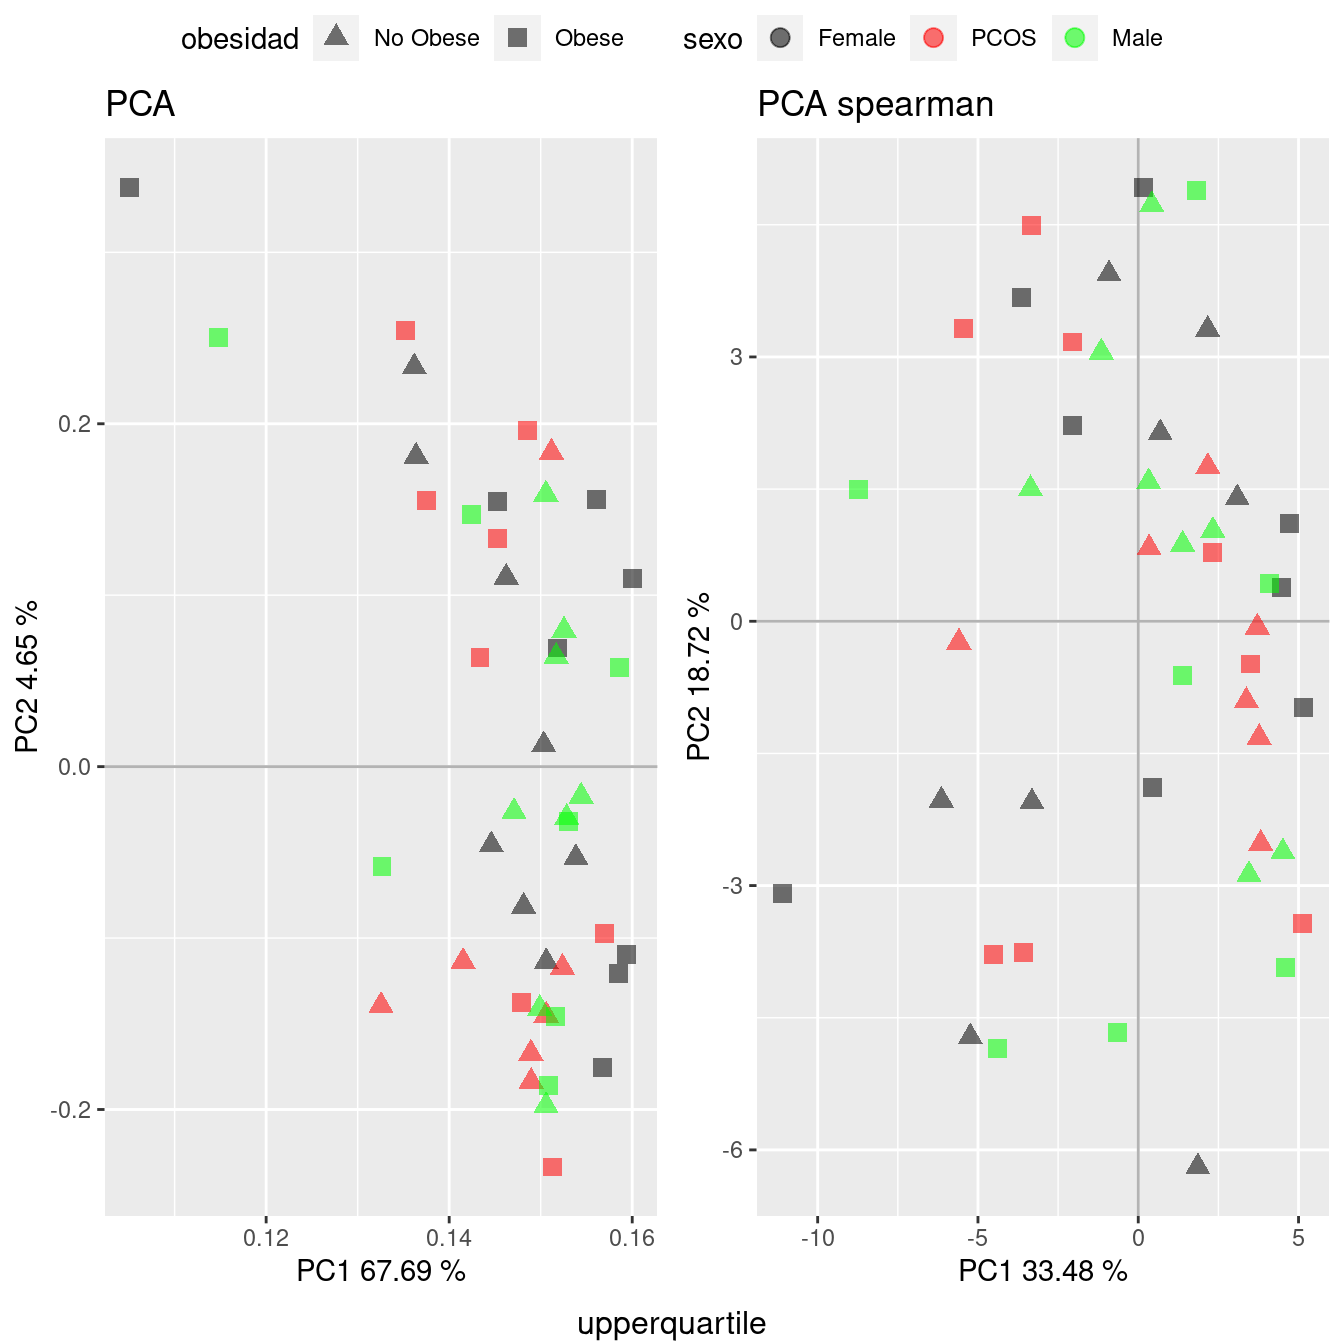 obesidad No Obese Obese sexo Female PCOS Male
PCA
PCA spearman
PC2 4.65 %
0.2
0.0
-0.2
0.12 0.14 0.16
PC1 67.69 %
PC2 18.72 %
3
0
-3
-6
-10 -5 0 5
PC1 33.48 %
upperquartile